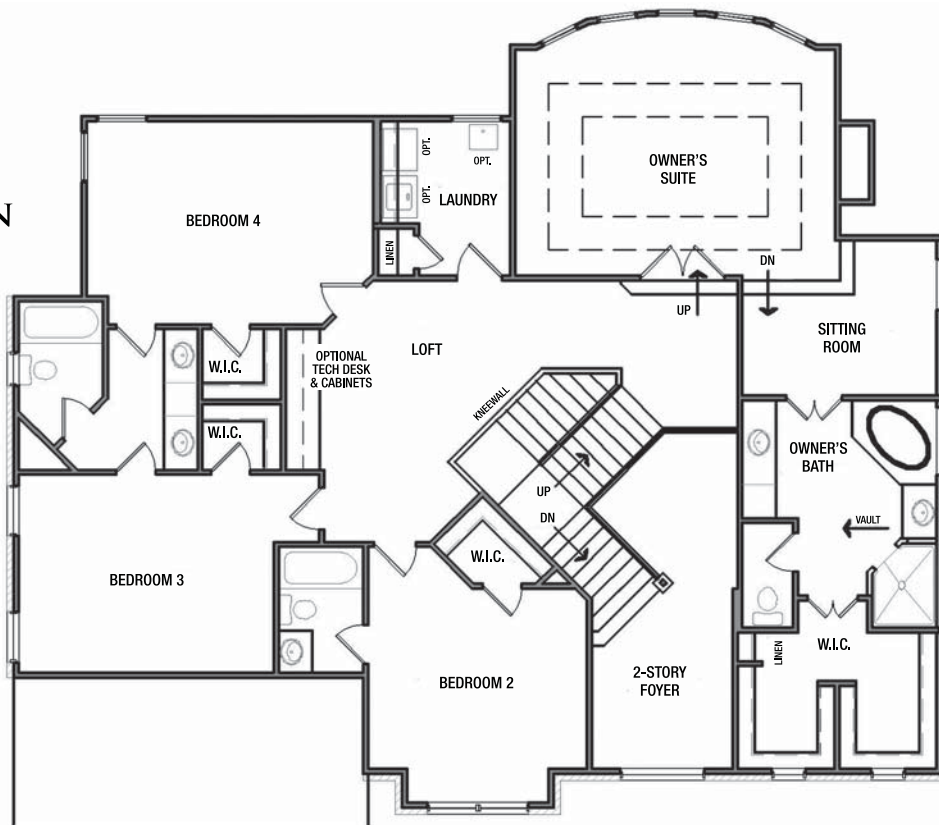 OWNER'S
SUITE
OPT.
OPT.
OPT.
LAUNDRY
N
BEDROOM 4
LINEN
DN
UP
SITTING
ROOM
LOFT
OPTIONAL
TECH DESK
& CABINETS
W.I.C.
KNEEWALL
W.I.C.
OWNER'S
BATH
UP
DN
VAULT
W.I.C.
BEDROOM 3
W.I.C.
LINEN
2-STORY
FOYER
BEDROOM 2